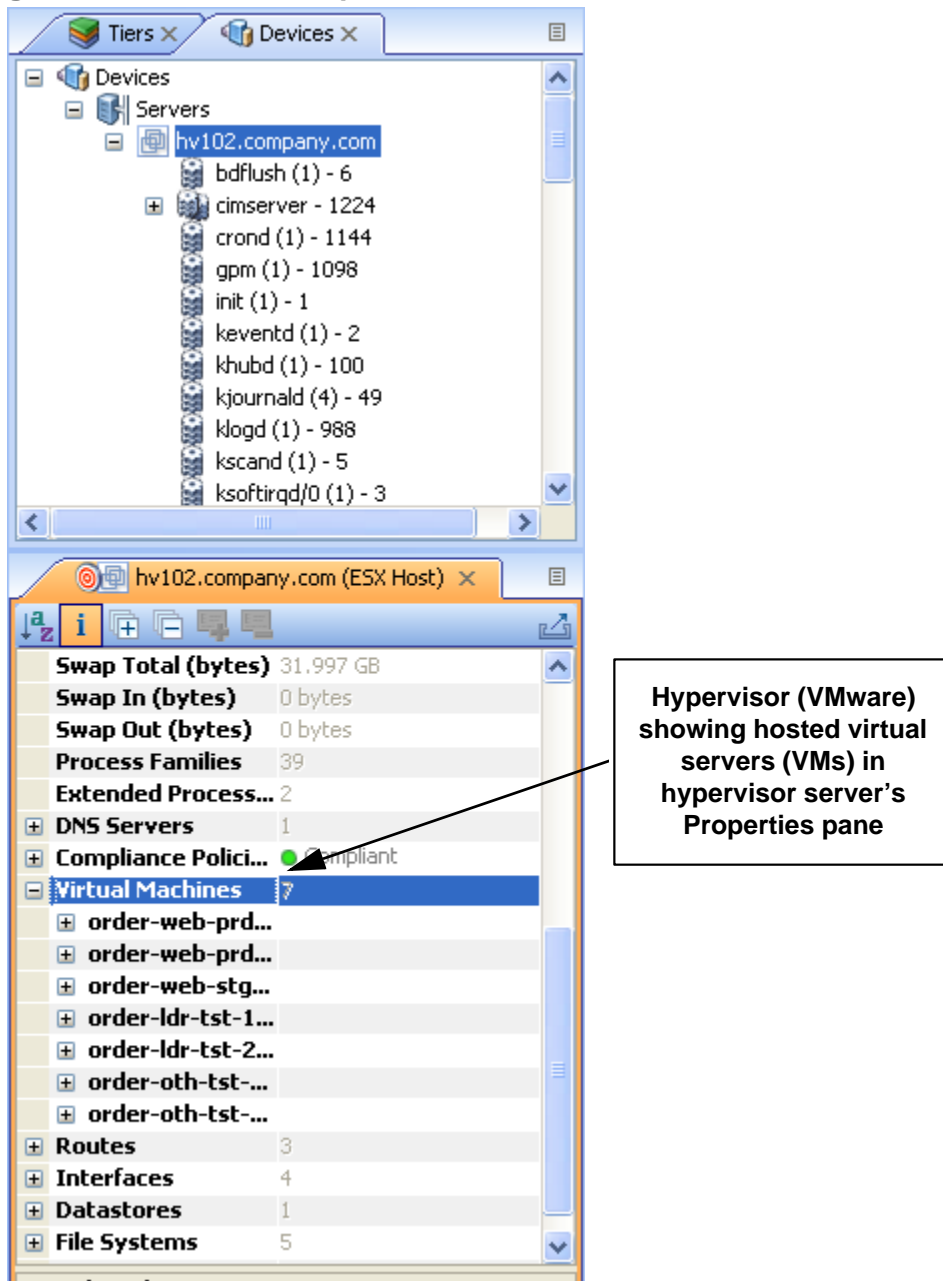 Tiers
Devices
Devices
Servers
hv102.company.com
bdflush (1) - 6
cimserver - 1224
crond (1) - 1144
gpm (1) - 1098
init (1) - 1
keventd (1) - 2
khubd (1) - 100
kjournald (4) - 49
klogd (1) - 988
kscand (1) - 5
ksoftirqd/0 (1) - 3
hv102.company.com (ESX Host)
Swap Total (bytes) 31.997 GB
Swap In (bytes) 0 bytes
Swap Out (bytes) 0 bytes
Process Families 39
Extended Process... 2
DNS Servers 1
Compliance Polici... Compliant
Virtual Machines 7
order-web-prd...
order-web-prd...
order-web-stg...
order-ldr-tst-1...
order-ldr-tst-2...
order-oth-tst-...
order-oth-tst-...
Routes 3
Interfaces 4
Datastores 1
File Systems 5
Hypervisor (VMware)
showing hosted virtual
servers (VMs) in
hypervisor server's
Properties pane